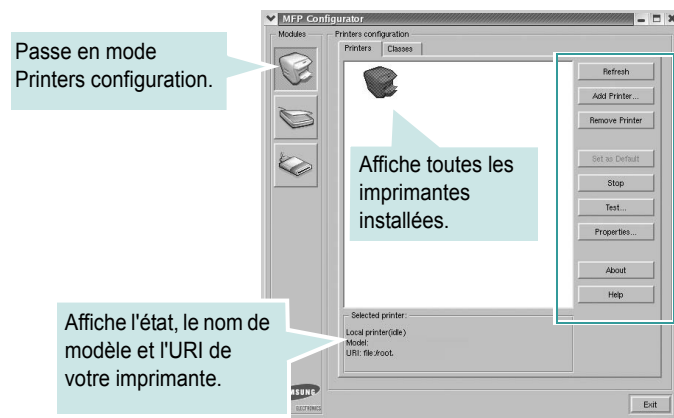 MFP Configurator
Modules
Printers configuration
Printers
Classes
Passe en mode
Printers configuration.
Affiche toutes les
imprimantes
installées.
Refresh
Add Printer...
Remove Printer
Set as Default
Stop
Test...
Properties...
About
Help
Selected printer:
Local printer(idle)
Model:
URI: file:/root.
Affiche l'état, le nom de
modèle et l'URI de
votre imprimante.
ELECTRONICS
Exit